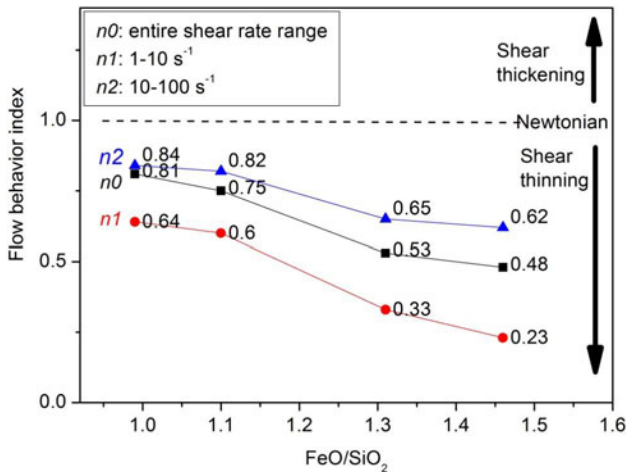 n0: entire shear rate range
n1: 1-10 s⁻¹
n2: 10-100 s⁻¹
Shear
thickening
Newtonian
Shear
thinning
Flow behavior index
1.0
0.5
0.0
n2
n0
n1
0.84
0.82
0.65
0.62
0.81
0.75
0.53
0.48
0.64
0.6
0.33
0.23
1.0
1.1
1.2
1.3
1.4
1.5
1.6
FeO/SiO₂